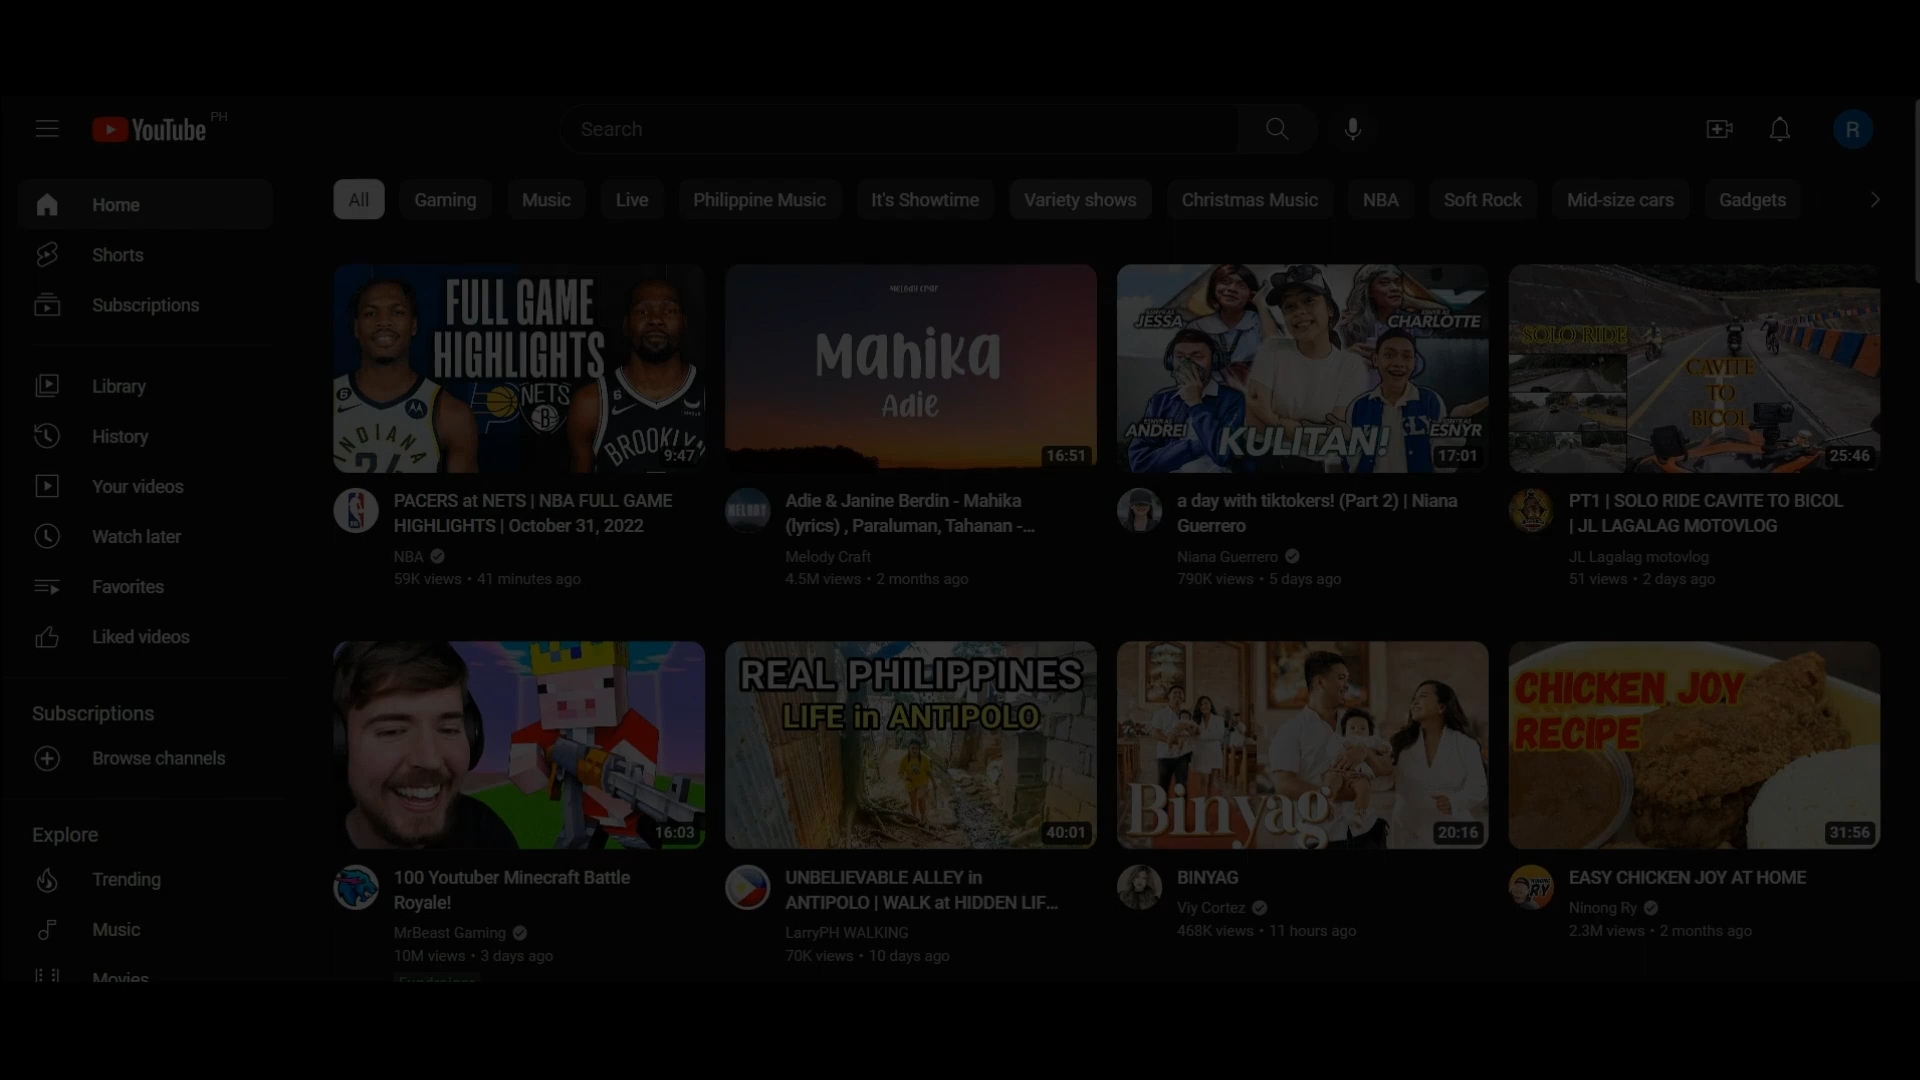 YouTube PH
Search
R
Home
Shorts
Subscriptions
Library
History
Your videos
Watch later
Favorites
Liked videos
Subscriptions
Browse channels
Explore
Trending
Music
Movies
All Gaming Music Live Philippine Music It's Showtime Variety shows Christmas Music NBA Soft Rock Mid-size cars Gadgets
FULL GAME
HIGHLIGHTS
NETS
INDIANA
BROOKLYN
6
6
9:47
PACERS at NETS | NBA FULL GAME
HIGHLIGHTS | October 31, 2022
NBA
59K views • 41 minutes ago
MELODY CRAF
Mahika
Adie
16:51
MELODY
Adie & Janine Berdin - Mahika
(lyrics) , Paraluman, Tahanan -...
Melody Craft
4.5M views • 2 months ago
JESSA
CHARLOTTE
ANDREI
ESNYR
KULITAN!
17:01
a day with tiktokers! (Part 2) | Niana
Guerrero
Niana Guerrero
790K views • 5 days ago
SOLO RIDE
CAVITE
TO
BICOL
25:46
PT1 | SOLO RIDE CAVITE TO BICOL
| JL LAGALAG MOTOVLOG
JL Lagalag motovlog
51 views • 2 days ago
16:03
100 Youtuber Minecraft Battle
Royale!
MrBeast Gaming
10M views • 3 days ago
Fundraiser
REAL PHILIPPINES
LIFE in ANTIPOLO
40:01
UNBELIEVABLE ALLEY in
ANTIPOLO | WALK at HIDDEN LIF...
LarryPH WALKING
70K views • 10 days ago
Binyag
20:16
BINYAG
Viy Cortez
468K views • 11 hours ago
CHICKEN JOY
RECIPE
31:56
RY
EASY CHICKEN JOY AT HOME
Ninong Ry
2.3M views • 2 months ago